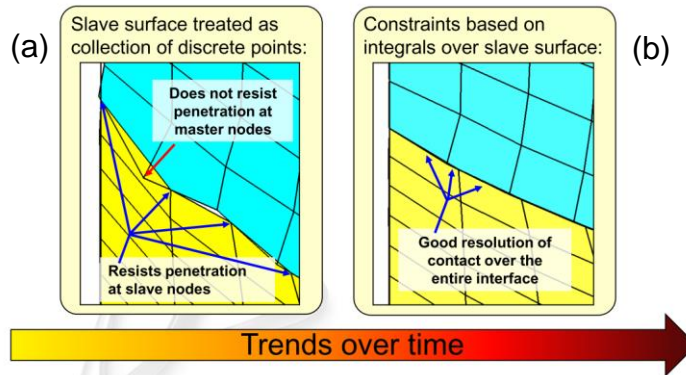 (a)
Slave surface treated as
collection of discrete points:
Does not resist
penetration at
master nodes
Resists penetration
at slave nodes
Constraints based on
integrals over slave surface:
(b)
Good resolution of
contact over the
entire interface
Trends over time